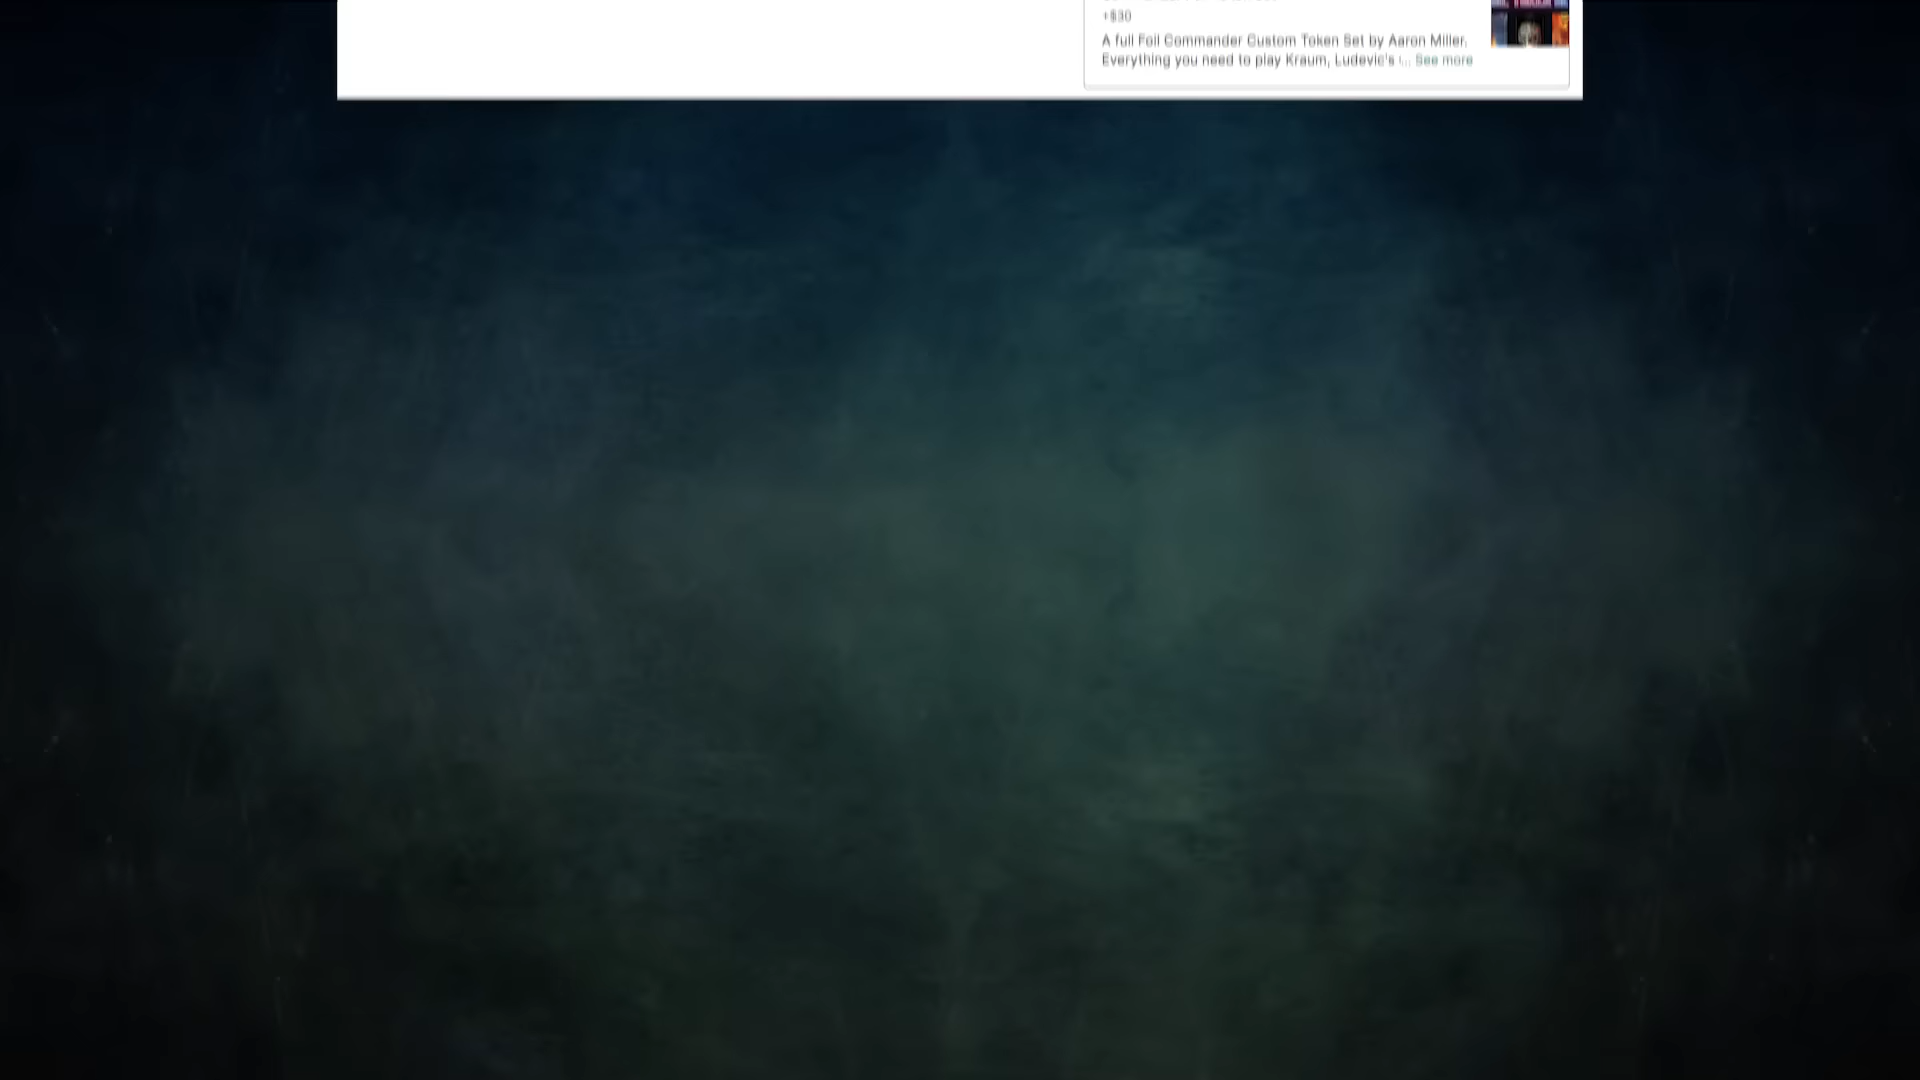 +$30
A full Foil Commander Custom Token Set by Aaron Miller.
Everything you need to play Kraum, Ludevic's ... See more